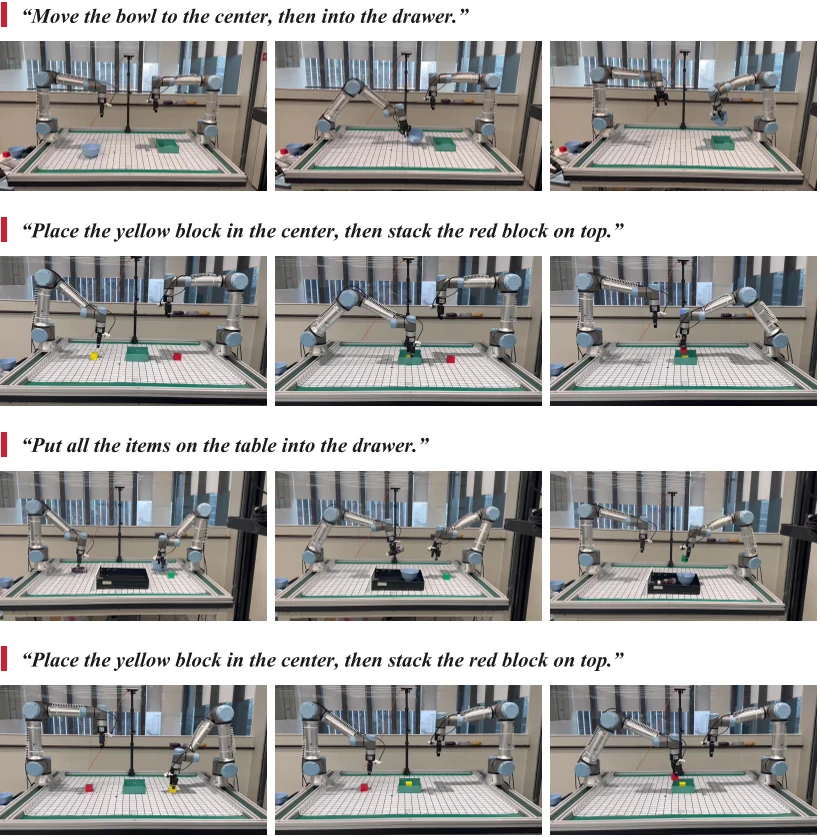 “Move the bowl to the center, then into the drawer.”
“Place the yellow block in the center, then stack the red block on top.”
“Put all the items on the table into the drawer.”
“Place the yellow block in the center, then stack the red block on top.”